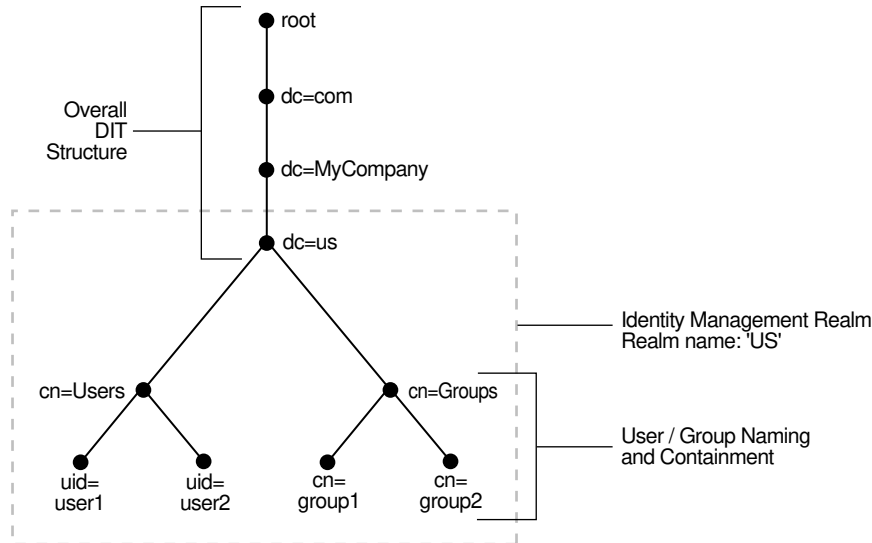 root
dc=com
Overall
DIT
Structure
dc=MyCompany
dc=us
Identity Management Realm
Realm name: 'US'
cn=Users
cn=Groups
User / Group Naming
and Containment
uid=
user1
uid=
user2
cn=
group1
cn=
group2